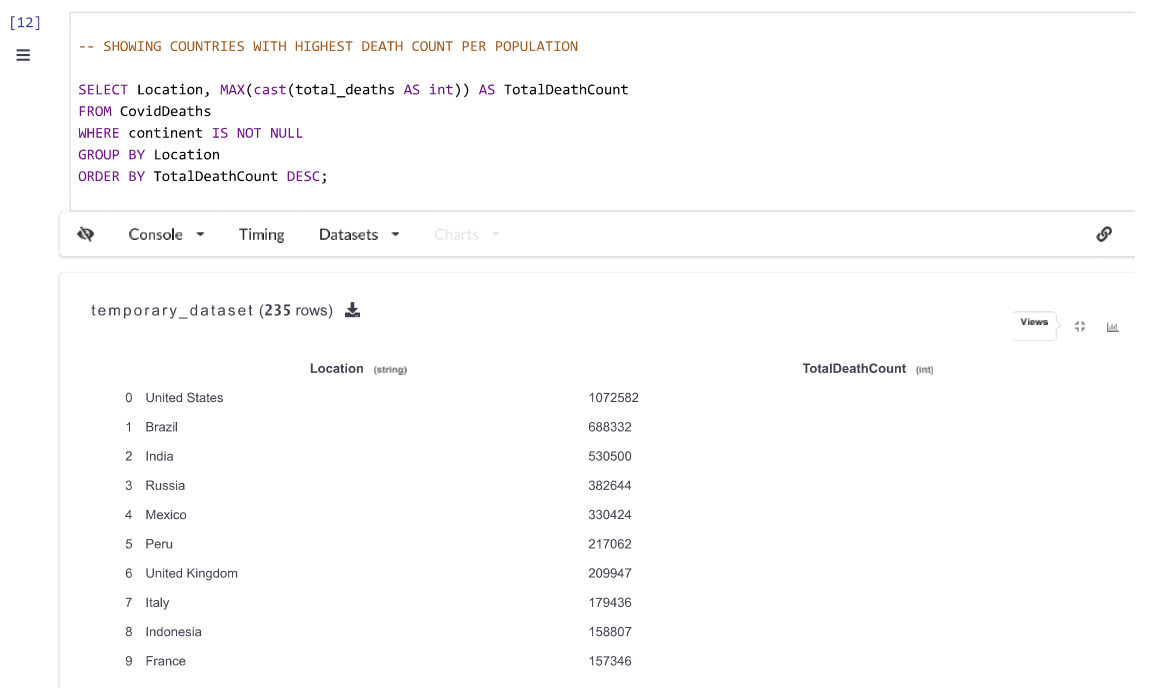 [12]
-- SHOWING COUNTRIES WITH HIGHEST DEATH COUNT PER POPULATION
SELECT Location, MAX(cast(total_deaths AS int)) AS TotalDeathCount
FROM CovidDeaths
WHERE continent IS NOT NULL
GROUP BY Location
ORDER BY TotalDeathCount DESC;
Console Timing Datasets Charts
temporary_dataset (235 rows)
Views
Location (string) TotalDeathCount (int)
0 United States 1072582
1 Brazil 688332
2 India 530500
3 Russia 382644
4 Mexico 330424
5 Peru 217062
6 United Kingdom 209947
7 Italy 179436
8 Indonesia 158807
9 France 157346